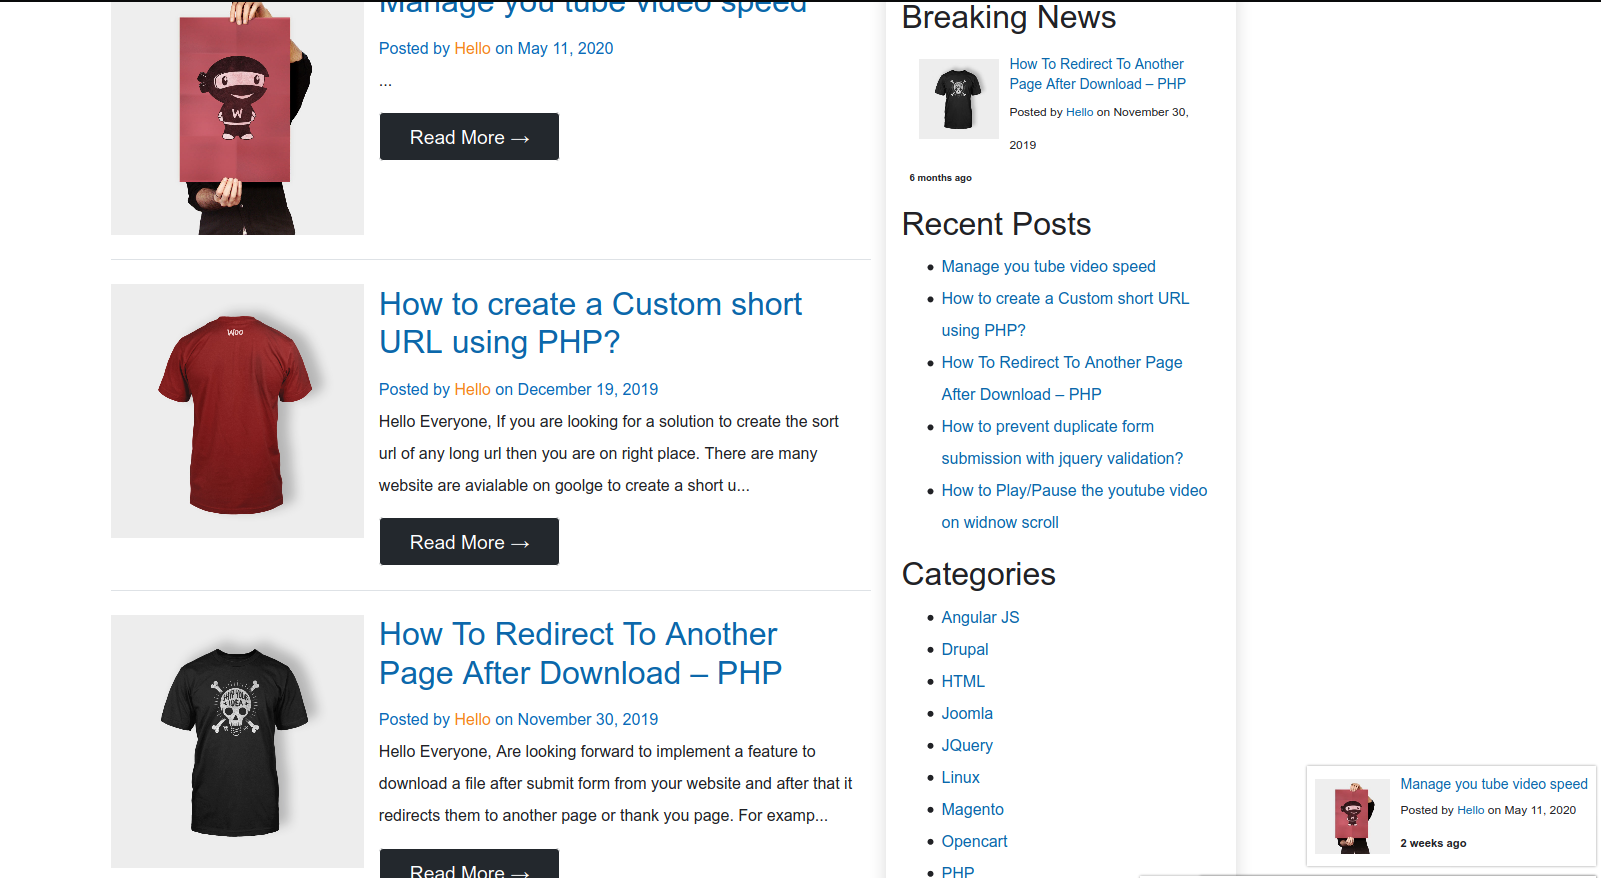 Manage you tube video speed
Posted by Hello on May 11, 2020
...
Read More →
W
How to create a Custom short
URL using PHP?
Posted by Hello on December 19, 2019
Hello Everyone, If you are looking for a solution to create the sort
url of any long url then you are on right place. There are many
website are avialable on goolge to create a short u...
Read More →
WOO
How To Redirect To Another
Page After Download – PHP
Posted by Hello on November 30, 2019
Hello Everyone, Are looking forward to implement a feature to
download a file after submit form from your website and after that it
redirects them to another page or thank you page. For examp...
Read More →
SHIP YOUR
IDEA
Breaking News
How To Redirect To Another
Page After Download – PHP
Posted by Hello on November 30,
2019
6 months ago
Recent Posts
Manage you tube video speed
How to create a Custom short URL
using PHP?
How To Redirect To Another Page
After Download – PHP
How to prevent duplicate form
submission with jquery validation?
How to Play/Pause the youtube video
on widnow scroll
Categories
Angular JS
Drupal
HTML
Joomla
JQuery
Linux
Magento
Opencart
PHP
Manage you tube video speed
Posted by Hello on May 11, 2020
2 weeks ago